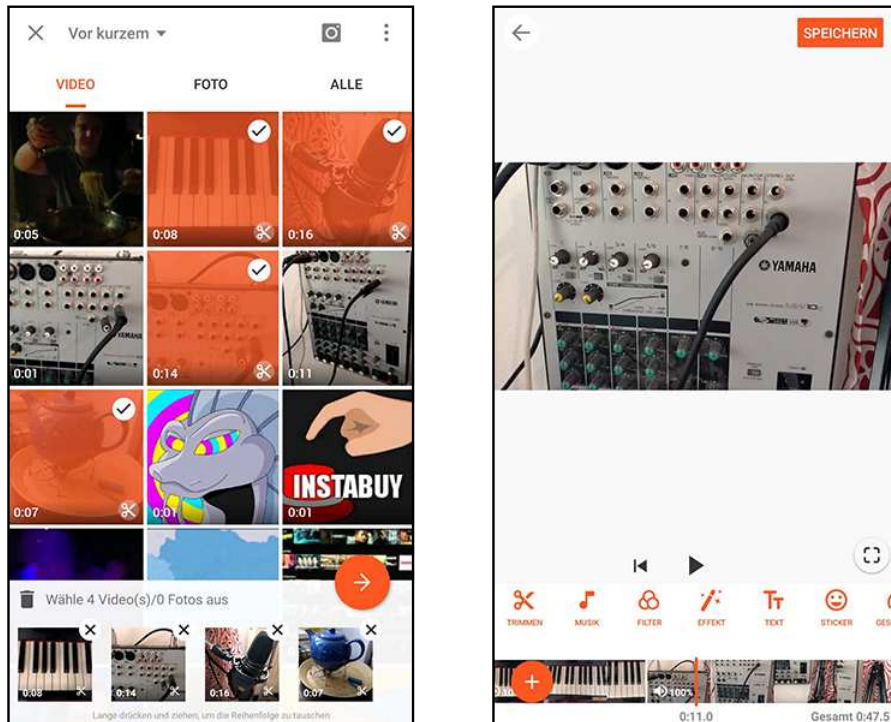 Vor kurzem
VIDEO
FOTO
ALLE
0:05
0:08
0:16
0:01
YAMAHA
0:14
0:11
0:07
0:01
INSTABUY
0:01
Wähle 4 Video(s)/0 Fotos aus
0:08
0:14
0:16
0:07
Lange drücken und ziehen, um die Reihenfolge zu tauschen
SPEICHERN
YAMAHA
TRIMMEN
MUSIK
FILTER
EFFEKT
TEXT
STICKER
100%
0:11.0
Gesamt 0:47.5